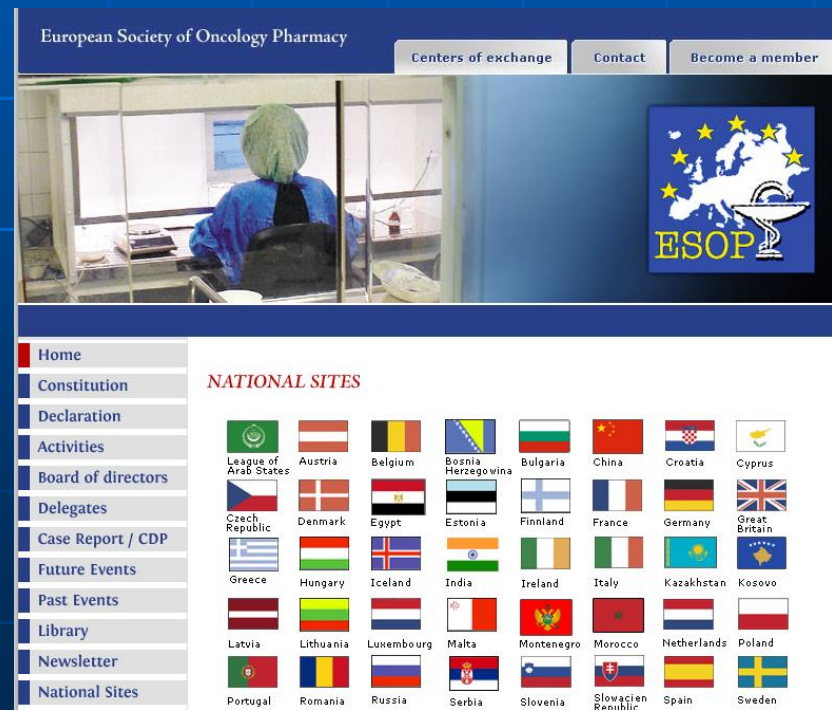 European Society of Oncology Pharmacy
Centers of exchange
Contact
Become a member
ESOP
Home
Constitution
Declaration
Activities
Board of directors
Delegates
Case Report / CDP
Future Events
Past Events
Library
Newsletter
National Sites
NATIONAL SITES
League of
Arab States
Austria
Belgium
Bosnia
Herzegowina
Bulgaria
China
Croatia
Cyprus
Czech
Republic
Denmark
Egypt
Estonia
Finnland
France
Germany
Great
Britain
Greece
Hungary
Iceland
India
Ireland
Italy
Kazakhstan
Kosovo
Latvia
Lithuania
Luxembourg
Malta
Montenegro
Morocco
Netherlands
Poland
Portugal
Romania
Russia
Serbia
Slovenia
Slowacien
Republic
Spain
Sweden